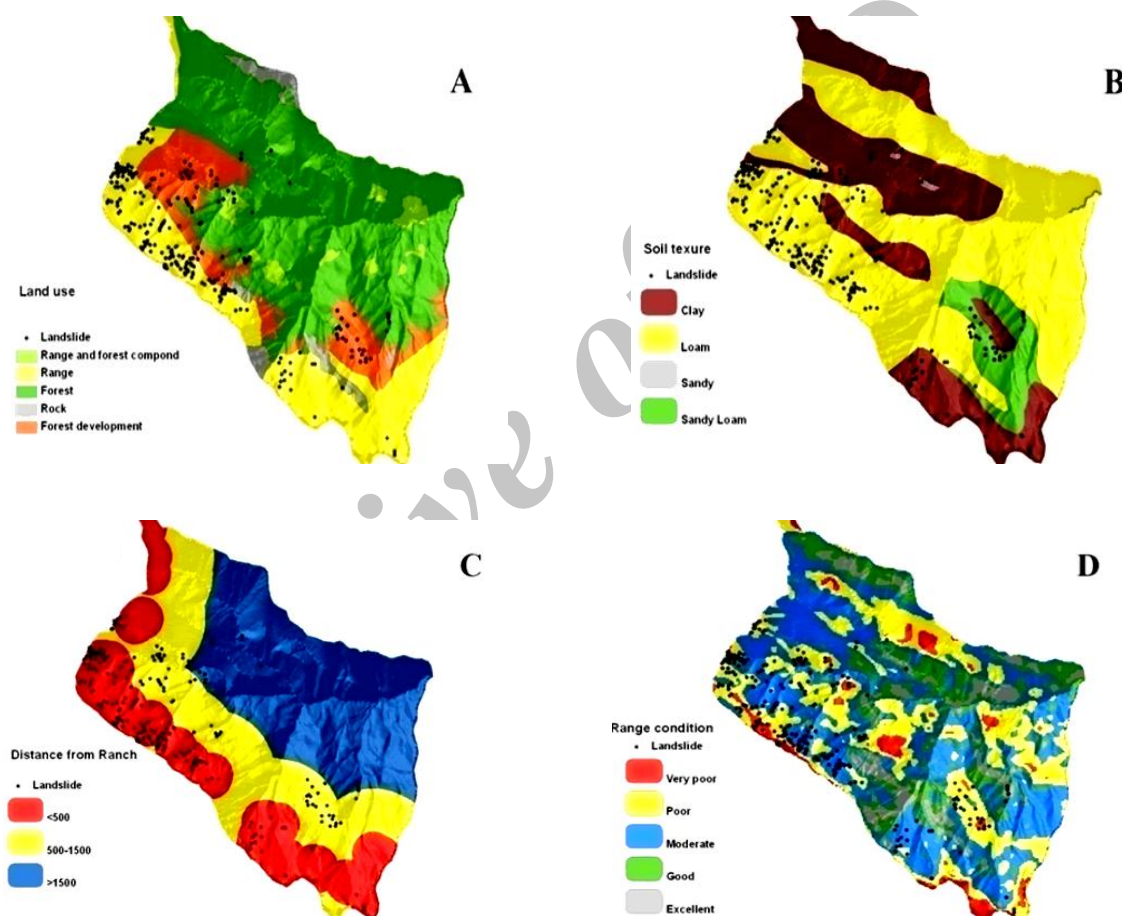 A
Land use
Landslide
Range and forest compond
Range
Forest
Rock
Forest development
B
Soil texure
Landslide
Clay
Loam
Sandy
Sandy Loam
C
Distance from Ranch
Landslide
<500
500-1500
>1500
D
Range condition
Landslide
Very poor
Poor
Moderate
Good
Excellent